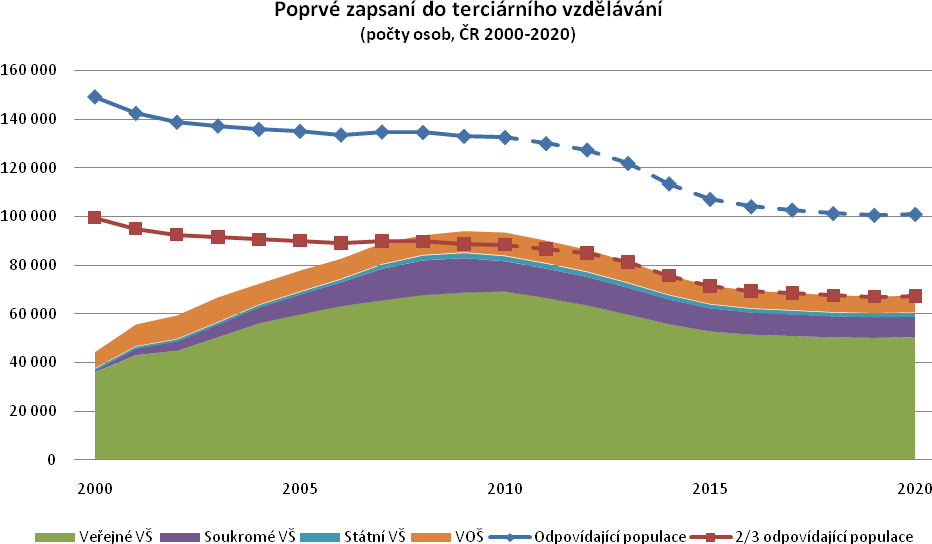 Poprvé zapsaní do terciárního vzdělávání
(počty osob, ČR 2000-2020)
160 000
140 000
120 000
100 000
80 000
60 000
40 000
20 000
0
2000 2005 2010 2015 2020
Veřejné VŠ Soukromé VŠ Státní VŠ VOŠ Odpovídající populace 2/3 odpovídající populace